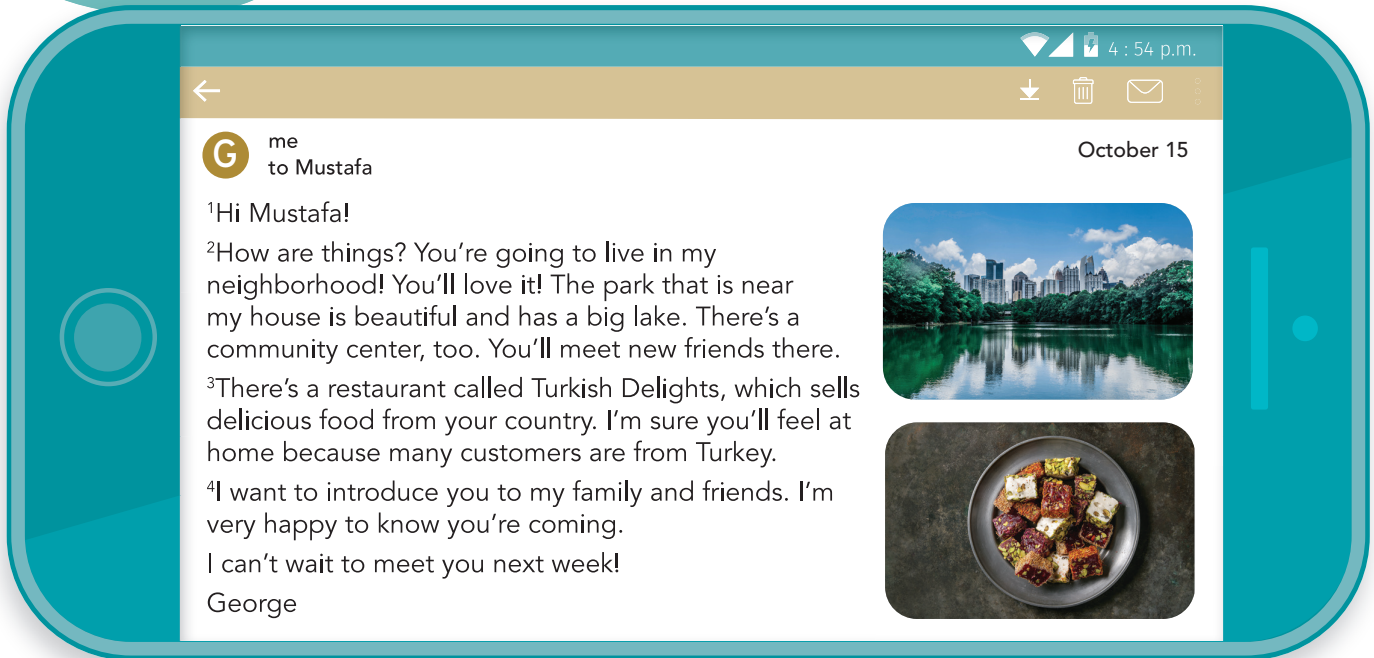 4 : 54 p.m.
G
me
to Mustafa
October 15
¹Hi Mustafa!
²How are things? You’re going to live in my
neighborhood! You’ll love it! The park that is near
my house is beautiful and has a big lake. There’s a
community center, too. You’ll meet new friends there.
³There’s a restaurant called Turkish Delights, which sells
delicious food from your country. I’m sure you’ll feel at
home because many customers are from Turkey.
⁴I want to introduce you to my family and friends. I’m
very happy to know you’re coming.
I can’t wait to meet you next week!
George